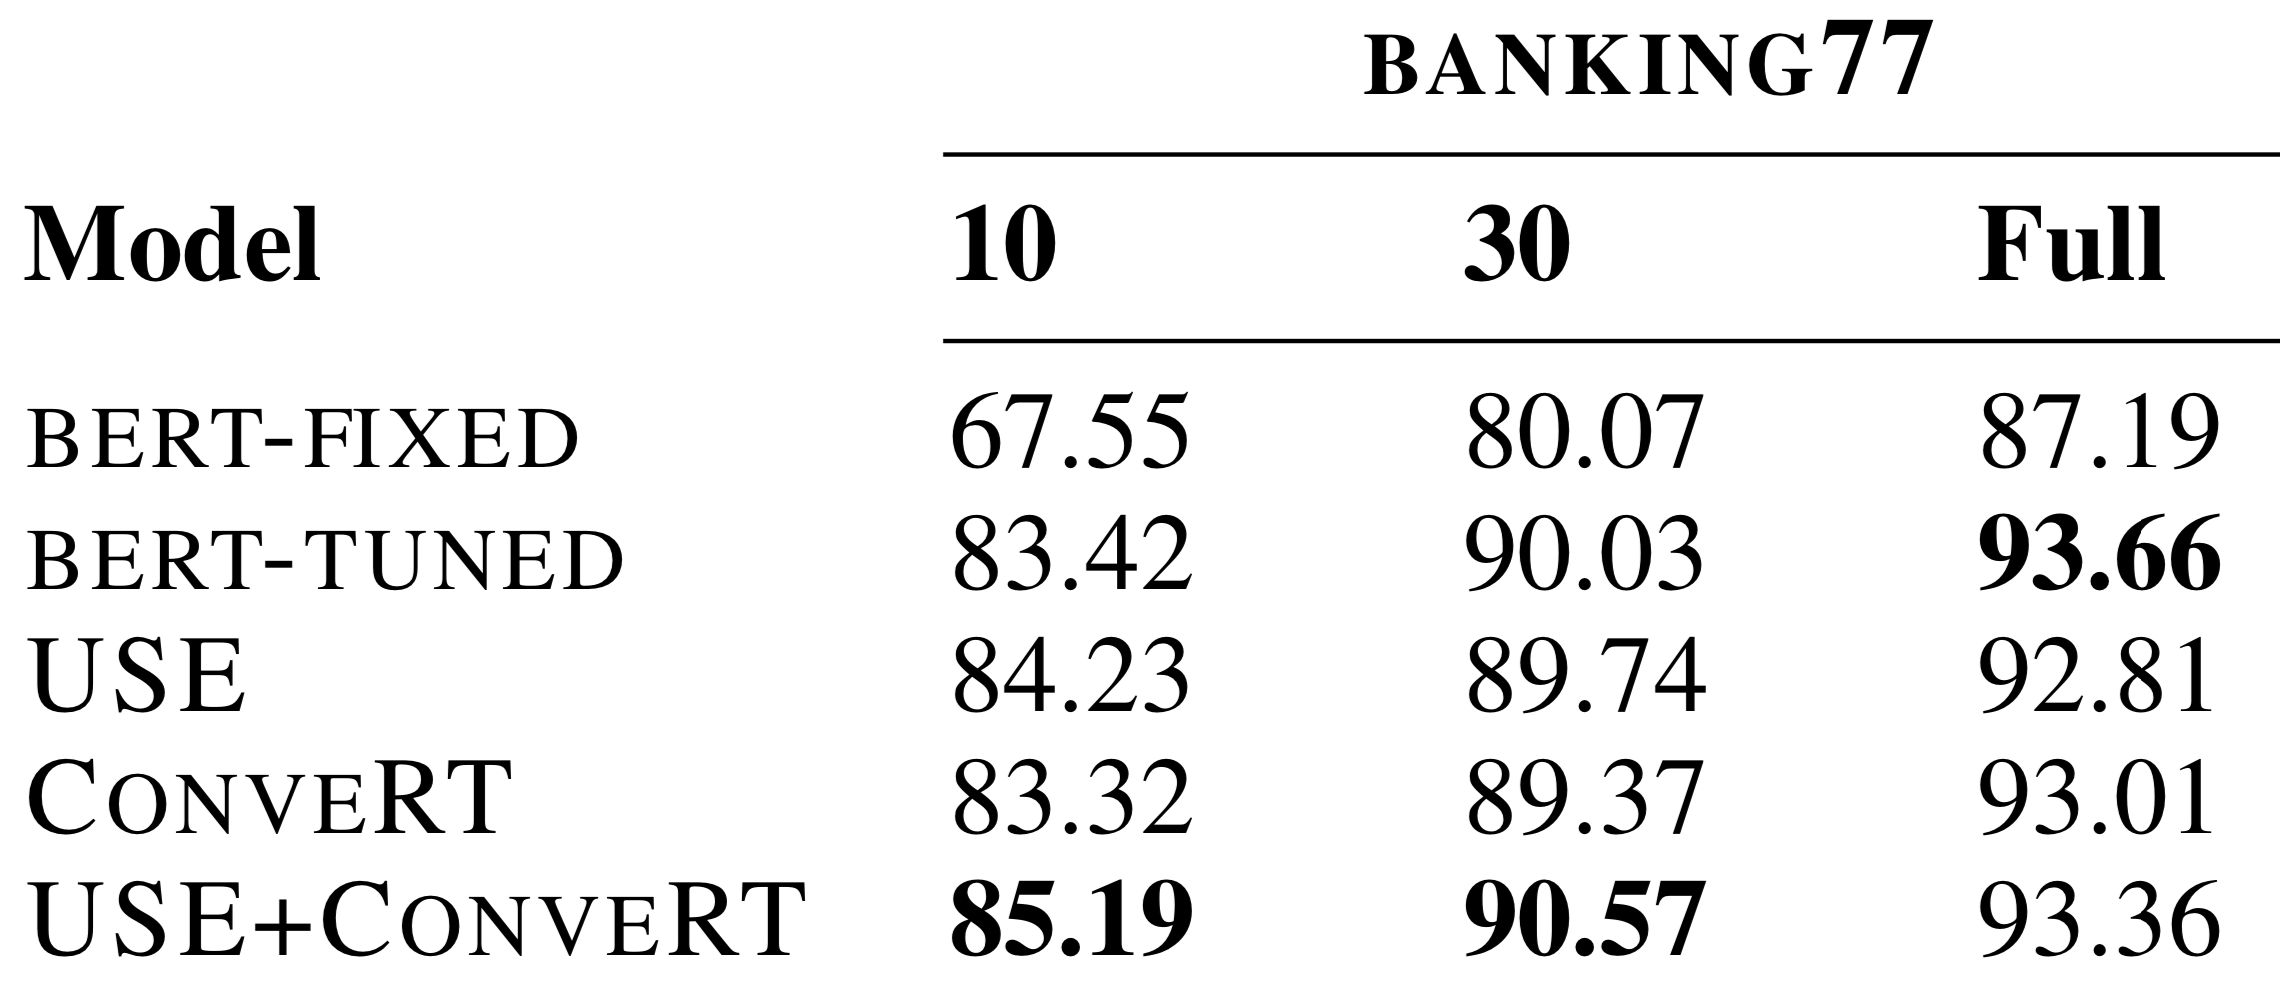 BANKING77
Model 10 30 Full
BERT-FIXED 67.55 80.07 87.19
BERT-TUNED 83.42 90.03 93.66
USE 84.23 89.74 92.81
CONVERT 83.32 89.37 93.01
USE+CONVERT 85.19 90.57 93.36